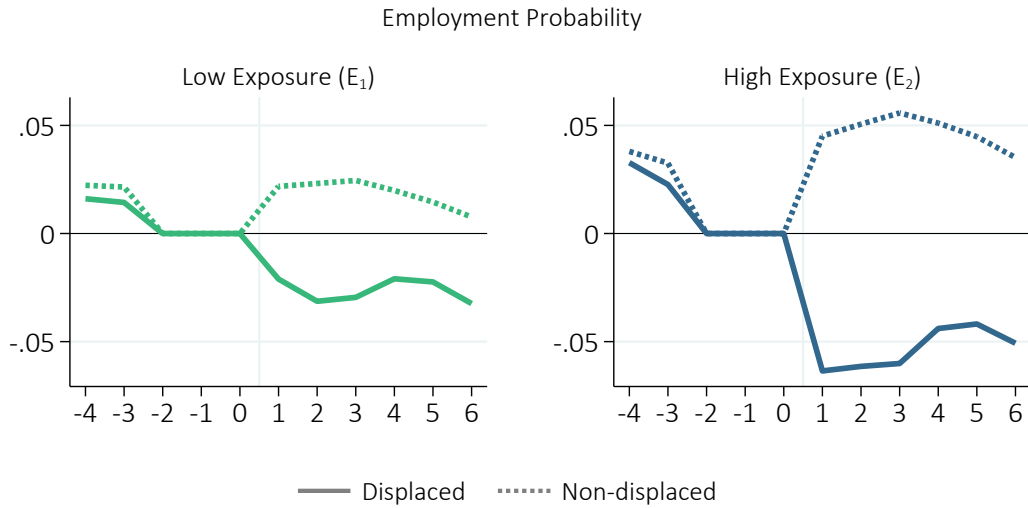 Employment Probability
Low Exposure (E₁)
.05
0
-.05
-4 -3 -2 -1 0 1 2 3 4 5 6
High Exposure (E₂)
.05
0
-.05
-4 -3 -2 -1 0 1 2 3 4 5 6
Displaced Non-displaced